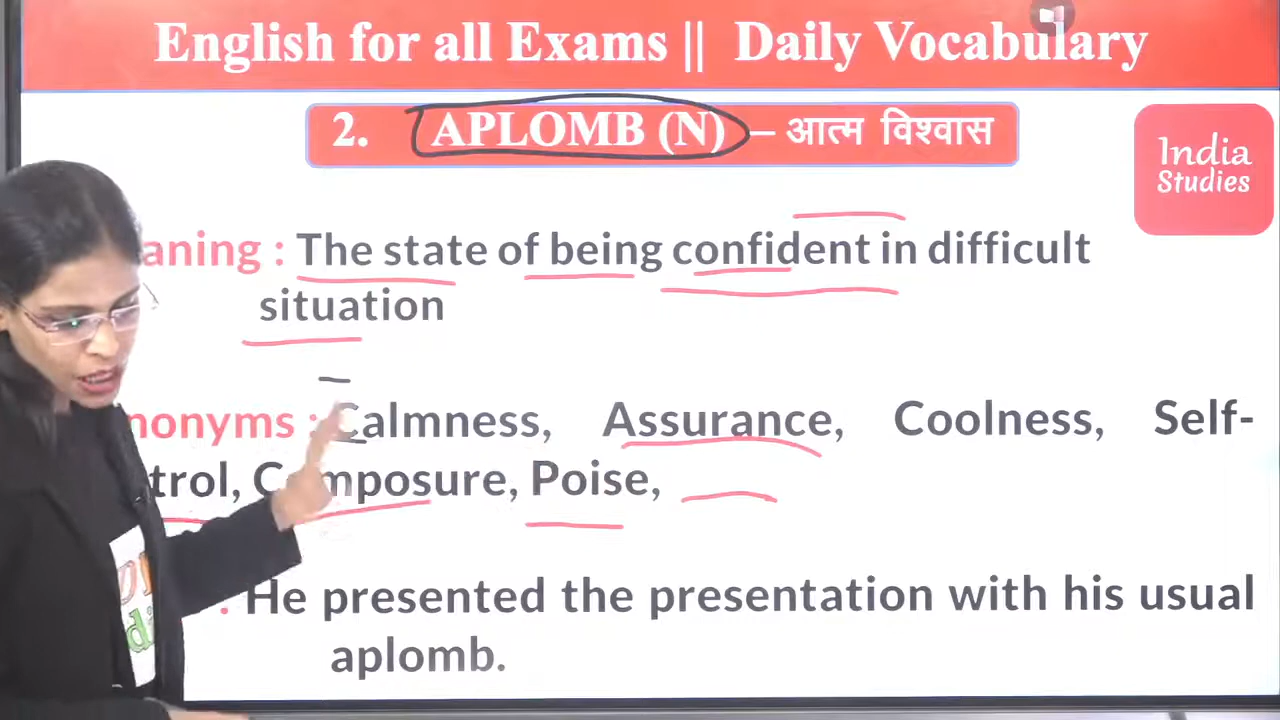 English for all Exams || Daily Vocabulary
2. APLOMB (N) – आत्म विश्वास
India
Studies
aning : The state of being confident in difficult
situation
nonyms : Calmness, Assurance, Coolness, Self-
trol, Composure, Poise,
. He presented the presentation with his usual
aplomb.